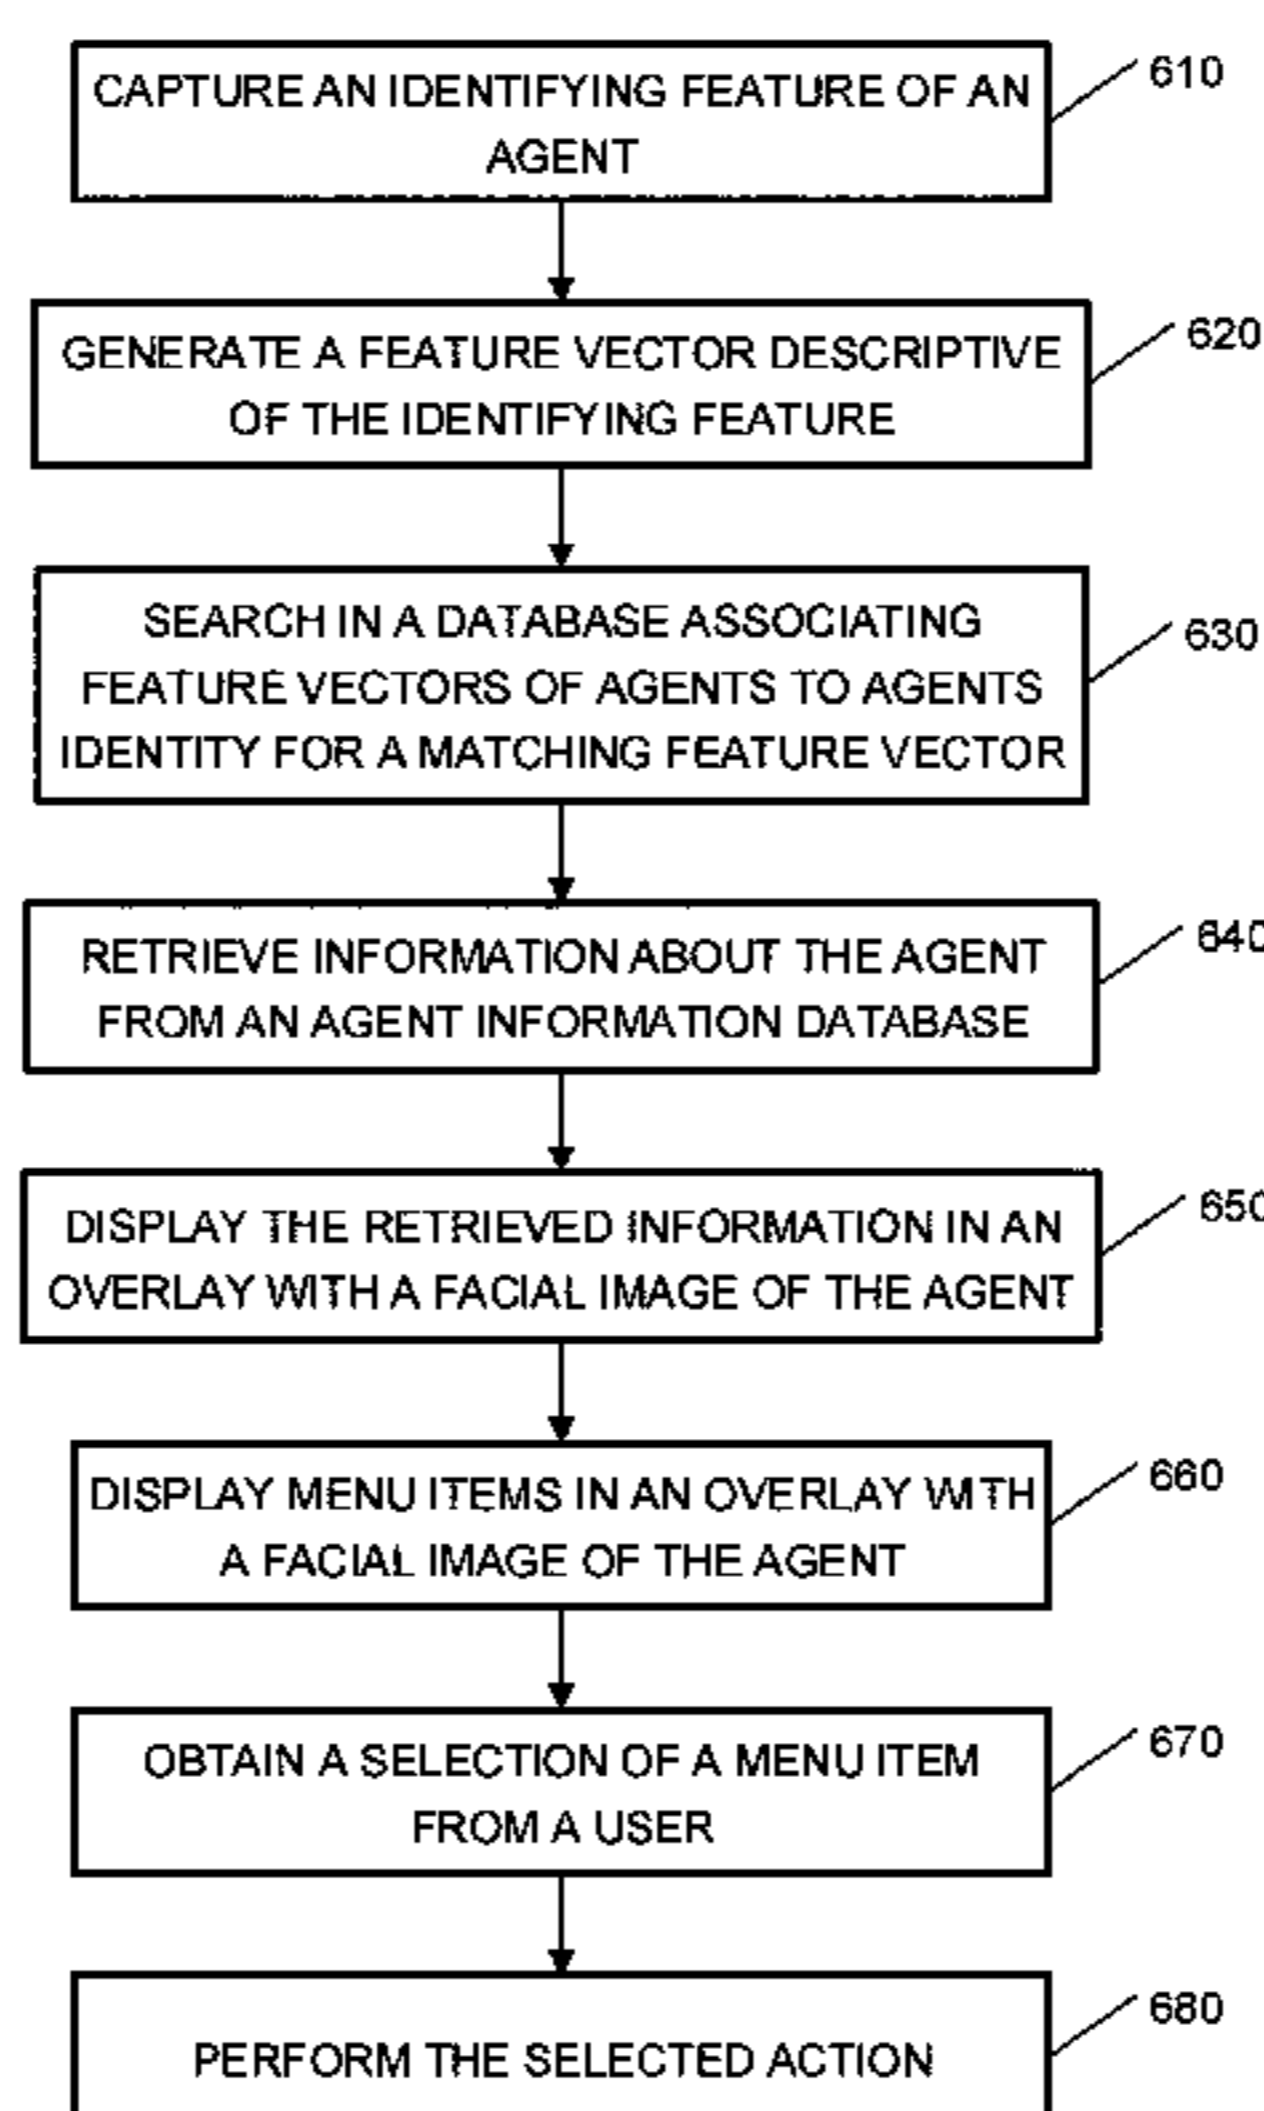 CAPTURE AN IDENTIFYING FEATURE OF AN
AGENT
610
GENERATE A FEATURE VECTOR DESCRIPTIVE
OF THE IDENTIFYING FEATURE
620
SEARCH IN A DATABASE ASSOCIATING
FEATURE VECTORS OF AGENTS TO AGENTS
IDENTITY FOR A MATCHING FEATURE VECTOR
630
RETRIEVE INFORMATION ABOUT THE AGENT
FROM AN AGENT INFORMATION DATABASE
640
DISPLAY THE RETRIEVED INFORMATION IN AN
OVERLAY WITH A FACIAL IMAGE OF THE AGENT
650
DISPLAY MENU ITEMS IN AN OVERLAY WITH
A FACIAL IMAGE OF THE AGENT
660
OBTAIN A SELECTION OF A MENU ITEM
FROM A USER
670
PERFORM THE SELECTED ACTION
680